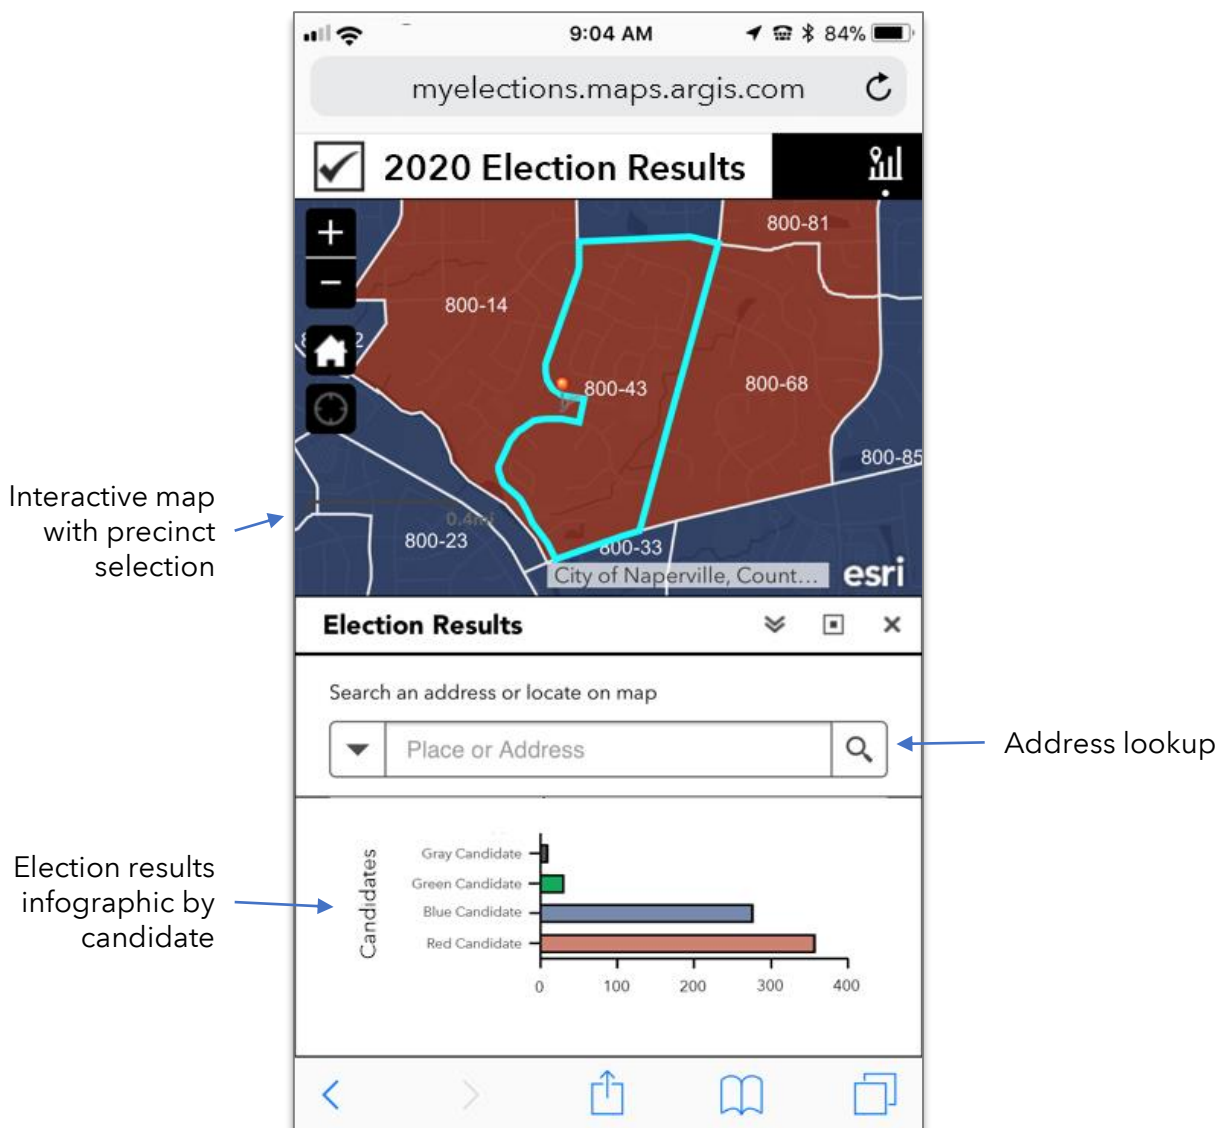 9:04 AM
84%
myelections.maps.argis.com
2020 Election Results
800-81
800-14
2
800-43
800-68
800-85
Interactive map
with precinct
selection
0.4mi
800-23
800-33
City of Naperville, Count...
esri
Election Results
Search an address or locate on map
Place or Address
Address lookup
Election results
infographic by
candidate
Candidates
Gray Candidate
Green Candidate
Blue Candidate
Red Candidate
0 100 200 300 400